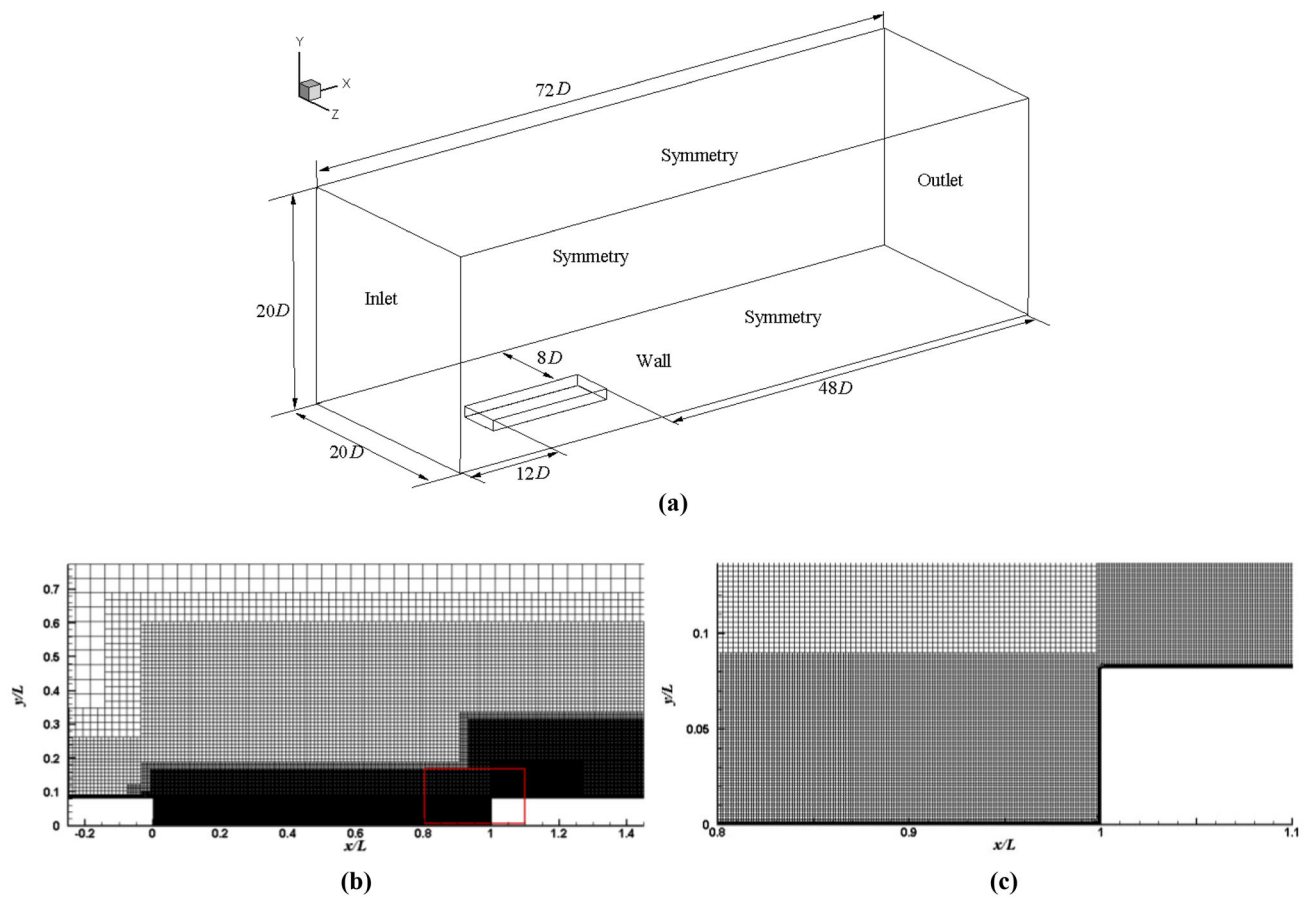 Y
X
Z
72D
Symmetry
Outlet
Symmetry
Inlet
20D
Symmetry
8D
Wall
48D
20D
12D
(a)
0.7
0.6
0.5
y/L
0.4
0.3
0.2
0.1
0
-0.2 0 0.2 0.4 0.6 0.8 1 1.2 1.4
x/L
(b)
0.1
y/L
0.05
0
0.8 0.9 1 1.1
x/L
(c)